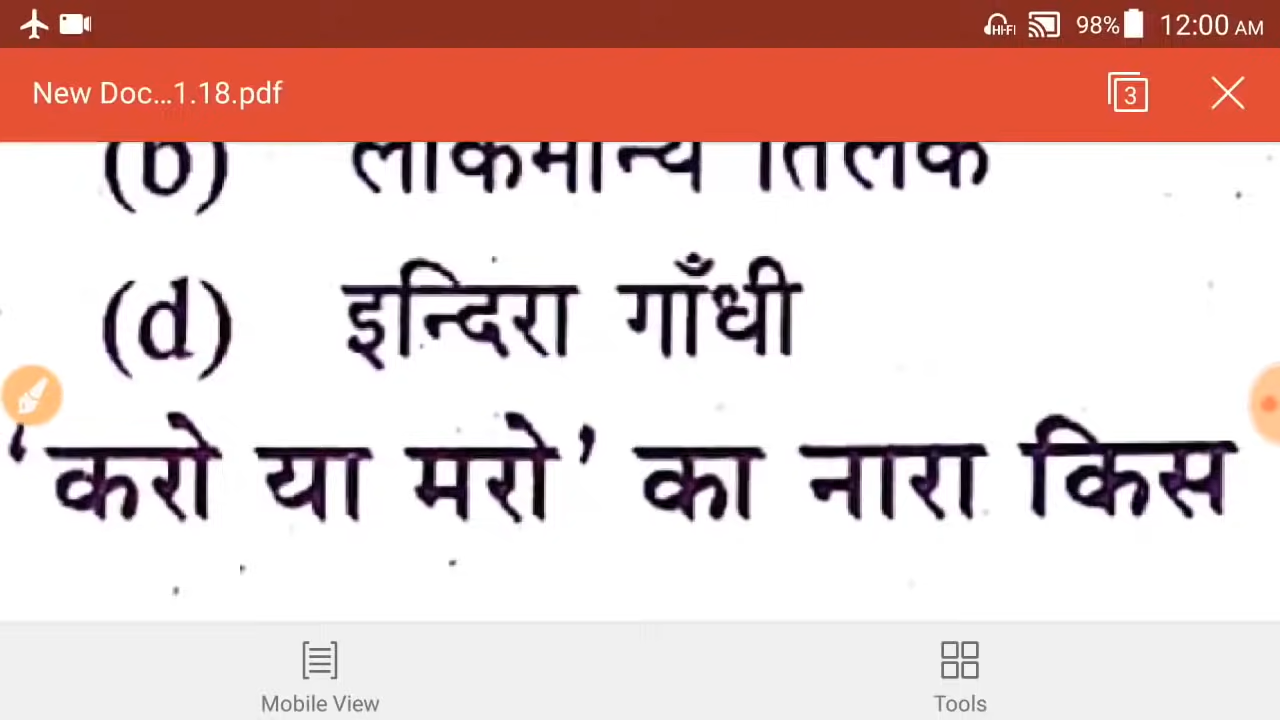 98% 12:00 AM
New Doc...1.18.pdf 3
(b) लोकमान्य तिलक
(d) इन्दिरा गाँधी
'करो या मरो' का नारा किस
Mobile View Tools